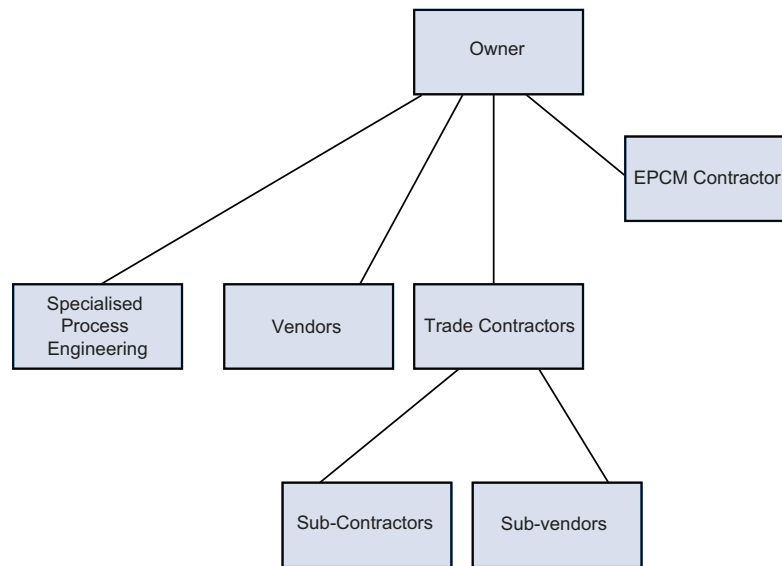 Owner
EPCM Contractor
Specialised
Process
Engineering
Vendors
Trade Contractors
Sub-Contractors
Sub-vendors